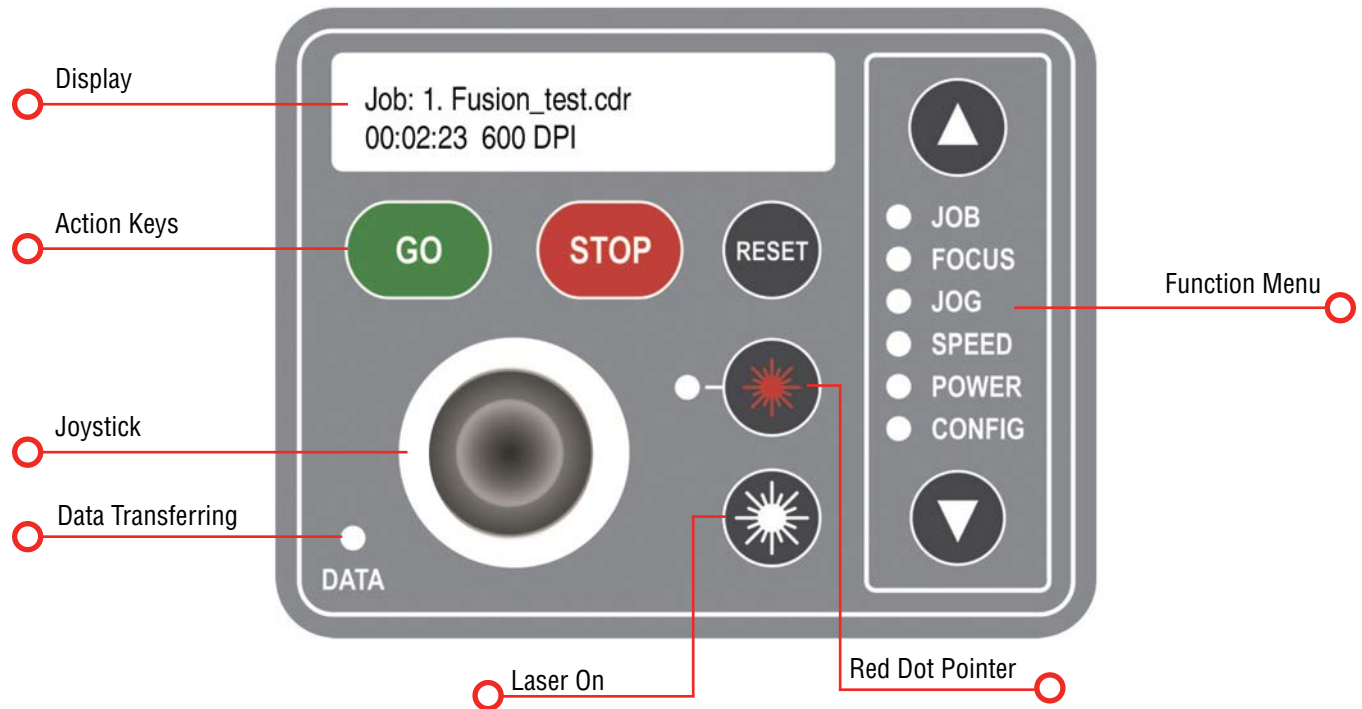 Display
Job: 1. Fusion_test.cdr
00:02:23 600 DPI
Action Keys
GO
STOP
RESET
JOB
FOCUS
JOG
SPEED
POWER
CONFIG
Function Menu
Joystick
Data Transferring
DATA
Laser On
Red Dot Pointer